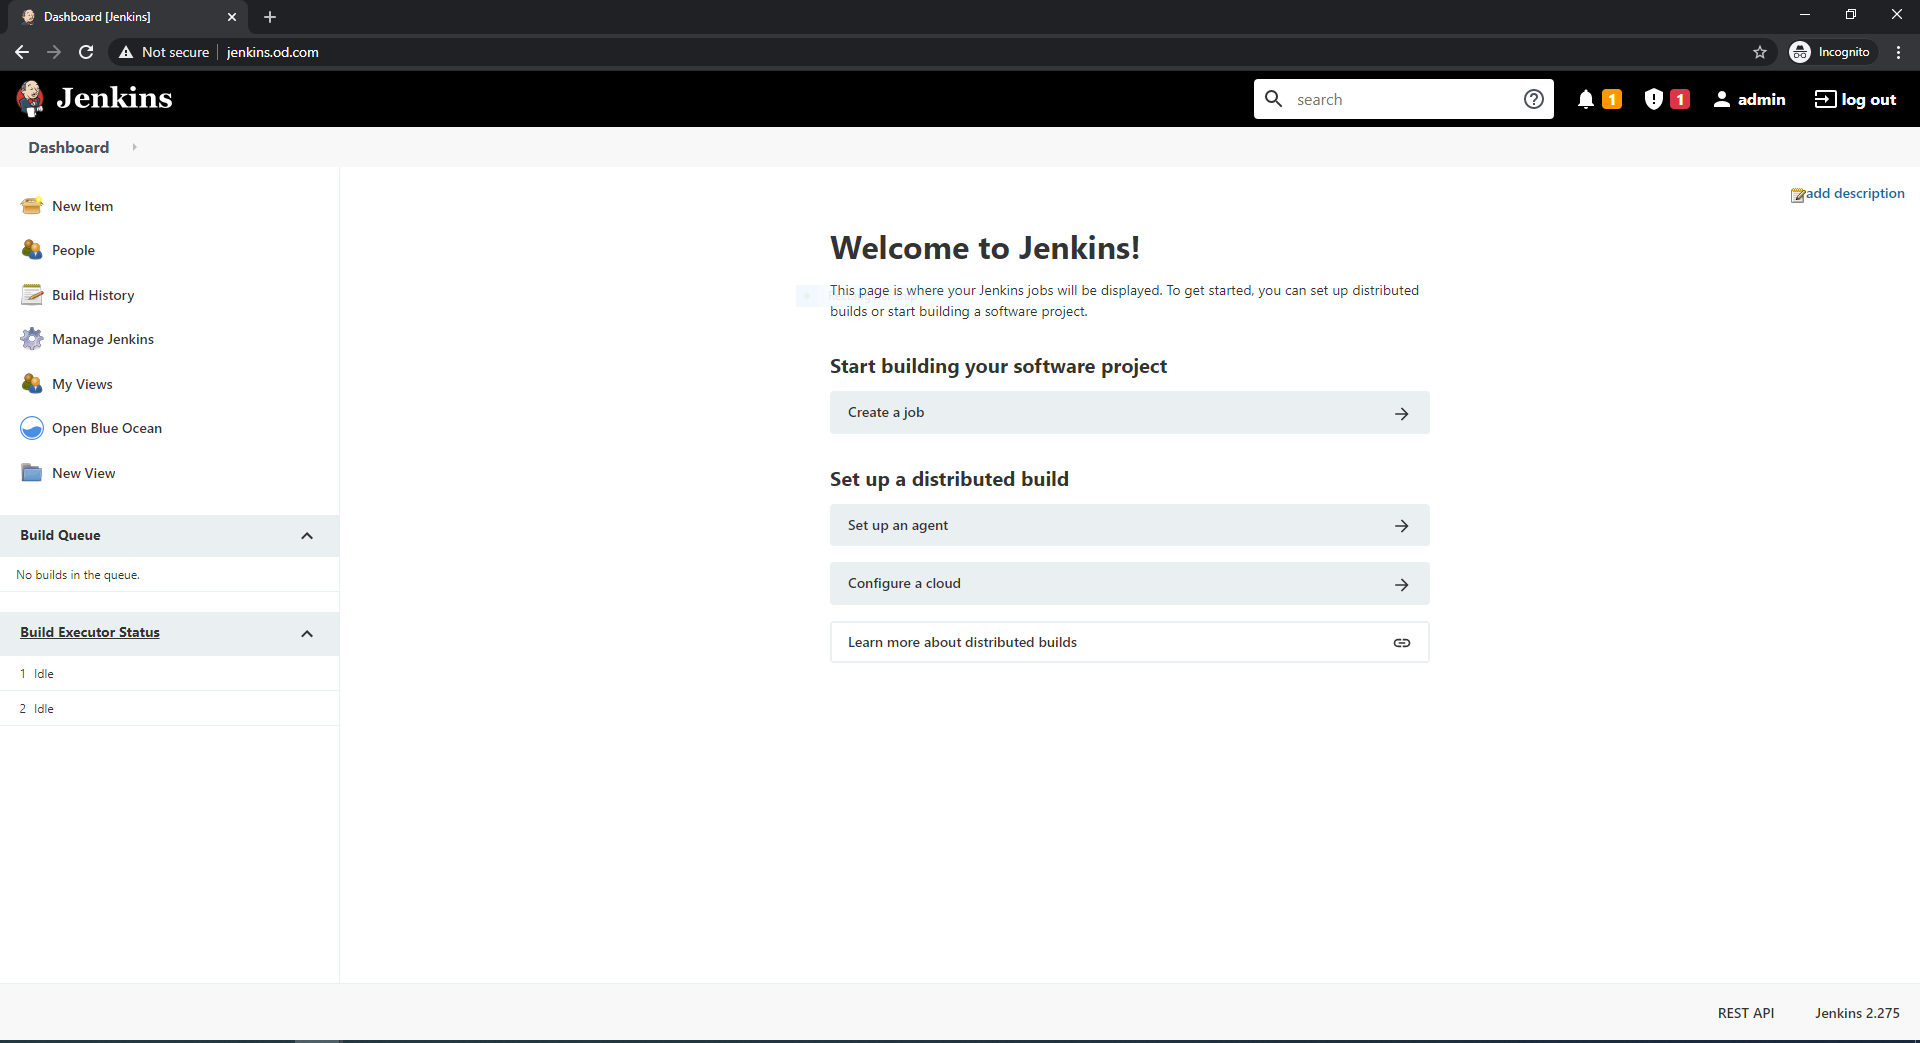 Dashboard [Jenkins]
Not secure
jenkins.od.com
Incognito
Jenkins
search
1
1
admin
log out
Dashboard
New Item
People
Build History
Manage Jenkins
My Views
Open Blue Ocean
New View
Build Queue
No builds in the queue.
Build Executor Status
1 Idle
2 Idle
add description
Welcome to Jenkins!
This page is where your Jenkins jobs will be displayed. To get started, you can set up distributed
builds or start building a software project.
Start building your software project
Create a job
Set up a distributed build
Set up an agent
Configure a cloud
Learn more about distributed builds
REST API
Jenkins 2.275